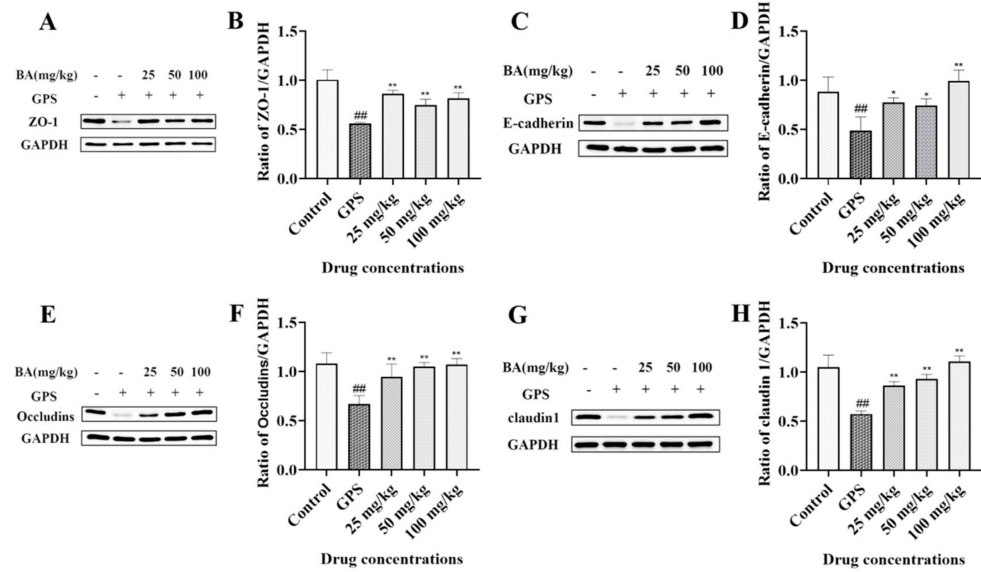 A
BA(mg/kg) - - 25 50 100
GPS - + + + +
ZO-1
GAPDH
B
Ratio of ZO-1/GAPDH
1.5
1.0
0.5
0.0
** ** **
##
Control GPS 25 mg/kg 50 mg/kg 100 mg/kg
Drug concentrations
C
BA(mg/kg) - - 25 50 100
GPS - + + + +
E-cadherin
GAPDH
D
Ratio of E-cadherin/GAPDH
1.5
1.0
0.5
0.0
**
* *
##
Control GPS 25 mg/kg 50 mg/kg 100 mg/kg
Drug concentrations
E
BA(mg/kg) - - 25 50 100
GPS - + + + +
Occludins
GAPDH
F
Ratio of Occludins/GAPDH
1.5
1.0
0.5
0.0
** ** **
##
Control GPS 25 mg/kg 50 mg/kg 100 mg/kg
Drug concentrations
G
BA(mg/kg) - - 25 50 100
GPS - + + + +
claudin1
GAPDH
H
Ratio of claudin 1/GAPDH
1.5
1.0
0.5
0.0
**
** **
##
Control GPS 25 mg/kg 50 mg/kg 100 mg/kg
Drug concentrations